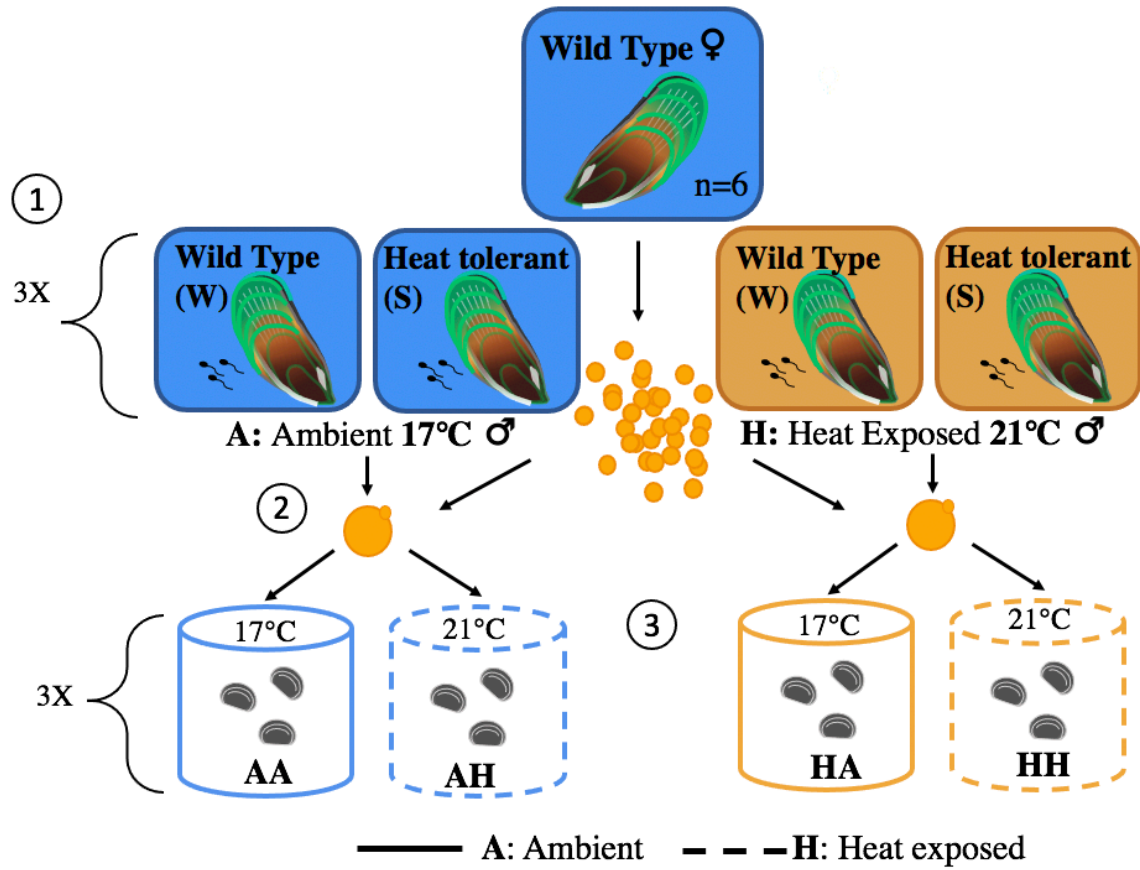 Wild Type ♀
n=6
1
3X
Wild Type
(W)
Heat tolerant
(S)
Wild Type
(W)
Heat tolerant
(S)
A: Ambient 17°C ♂
H: Heat Exposed 21°C ♂
2
3
3X
17°C
21°C
17°C
21°C
AA
AH
HA
HH
A: Ambient
H: Heat exposed